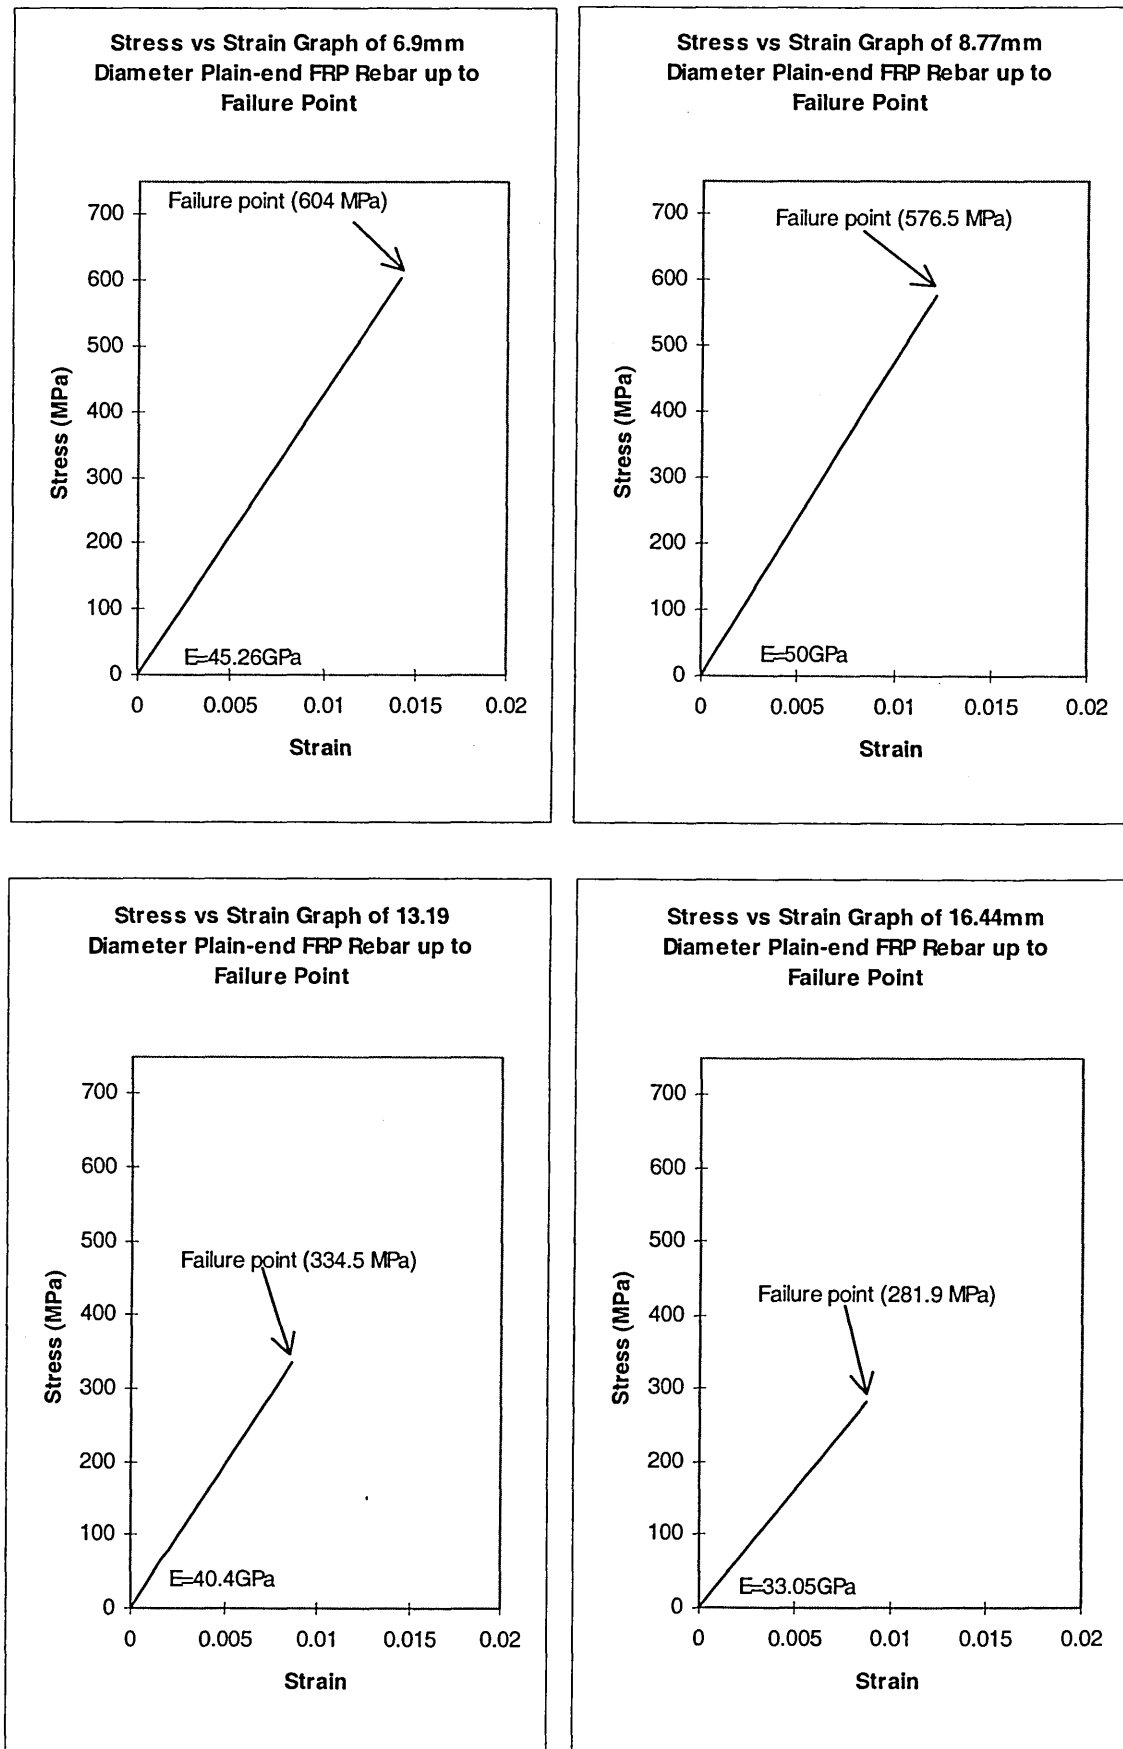 Stress vs Strain Graph of 6.9mm
Diameter Plain-end FRP Rebar up to
Failure Point
Failure point (604 MPa)
700
600
500
400
300
200
100
0
Stress (MPa)
E=45.26GPa
0 0.005 0.01 0.015 0.02
Strain
Stress vs Strain Graph of 8.77mm
Diameter Plain-end FRP Rebar up to
Failure Point
Failure point (576.5 MPa)
700
600
500
400
300
200
100
0
Stress (MPa)
E=50GPa
0 0.005 0.01 0.015 0.02
Strain
Stress vs Strain Graph of 13.19
Diameter Plain-end FRP Rebar up to
Failure Point
700
600
500
400
300
200
100
0
Failure point (334.5 MPa)
Stress (MPa)
E=40.4GPa
0 0.005 0.01 0.015 0.02
Strain
Stress vs Strain Graph of 16.44mm
Diameter Plain-end FRP Rebar up to
Failure Point
700
600
500
400
300
200
100
0
Failure point (281.9 MPa)
Stress (MPa)
E=33.05GPa
0 0.005 0.01 0.015 0.02
Strain